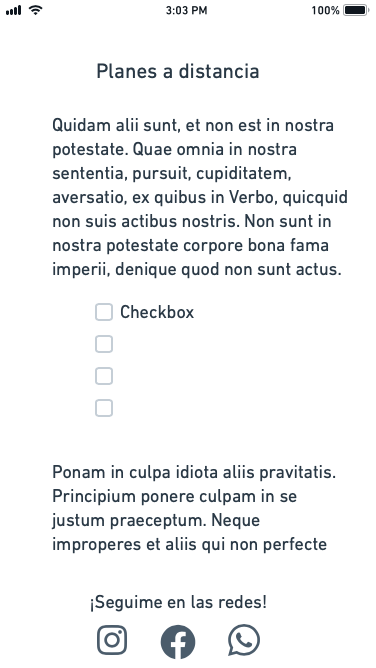 3:03 PM
100%
Planes a distancia
Quidam alii sunt, et non est in nostra
potestate. Quae omnia in nostra
sententia, pursuit, cupiditatem,
aversatio, ex quibus in Verbo, quicquid
non suis actibus nostris. Non sunt in
nostra potestate corpore bona fama
imperii, denique quod non sunt actus.
Checkbox
Ponam in culpa idiota aliis pravitatis.
Principium ponere culpam in se
justum praeceptum. Neque
improperes et aliis qui non perfecte
¡Seguime en las redes!